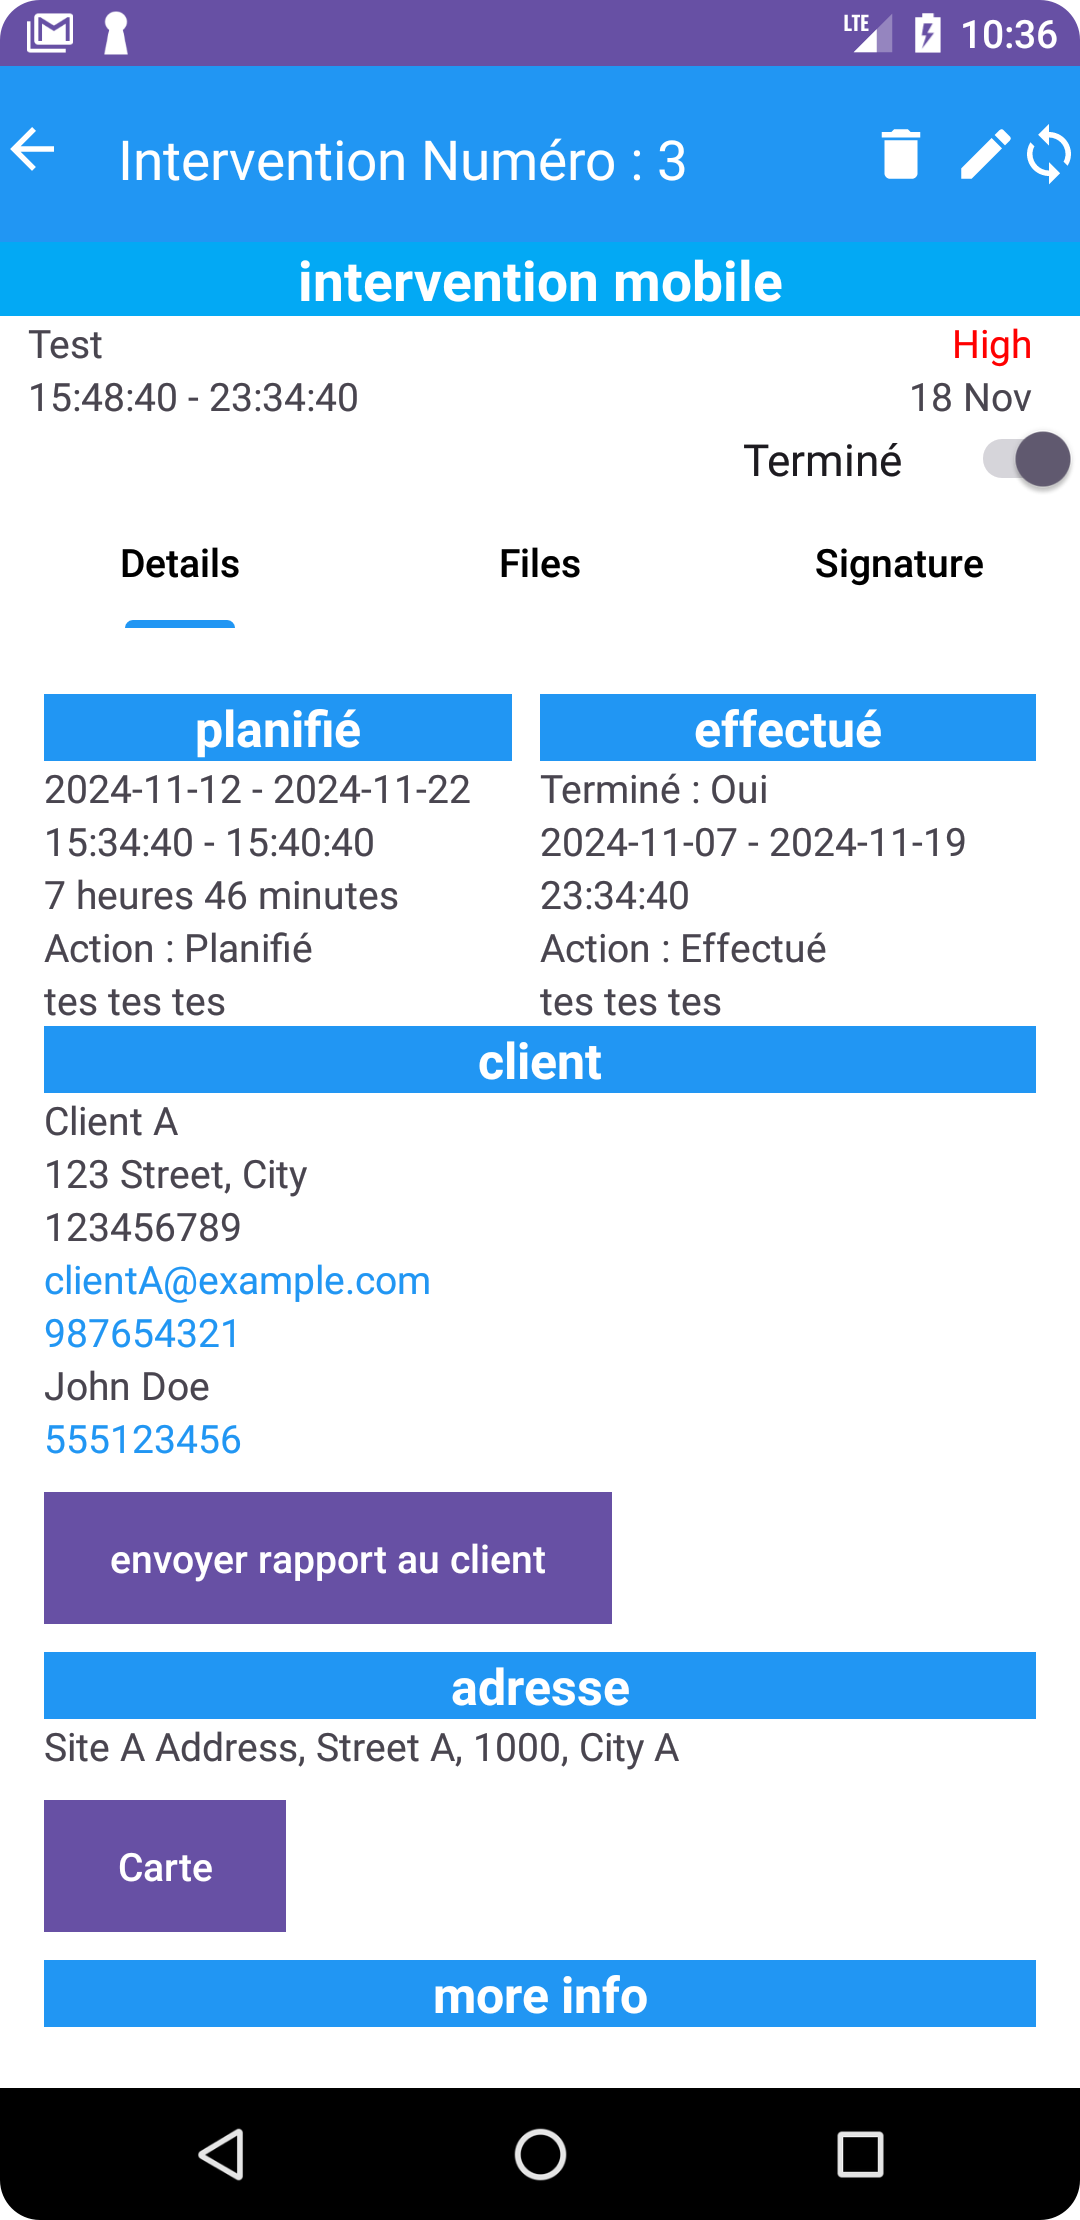 LTE 10:36
Intervention Numéro : 3
intervention mobile
Test High
15:48:40 - 23:34:40 18 Nov
Terminé
Details Files Signature
planifié
2024-11-12 - 2024-11-22
15:34:40 - 15:40:40
7 heures 46 minutes
Action : Planifié
tes tes tes
effectué
Terminé : Oui
2024-11-07 - 2024-11-19
23:34:40
Action : Effectué
tes tes tes
client
Client A
123 Street, City
123456789
clientA@example.com
987654321
John Doe
555123456
envoyer rapport au client
adresse
Site A Address, Street A, 1000, City A
Carte
more info